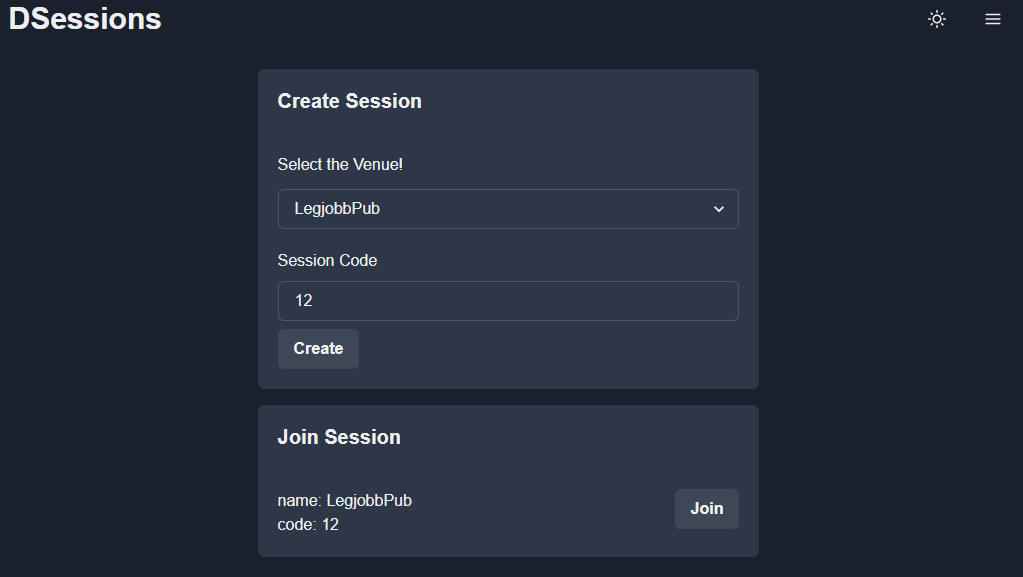 DSessions
Create Session
Select the Venue!
LegjobbPub
Session Code
12
Create
Join Session
name: LegjobbPub
code: 12
Join